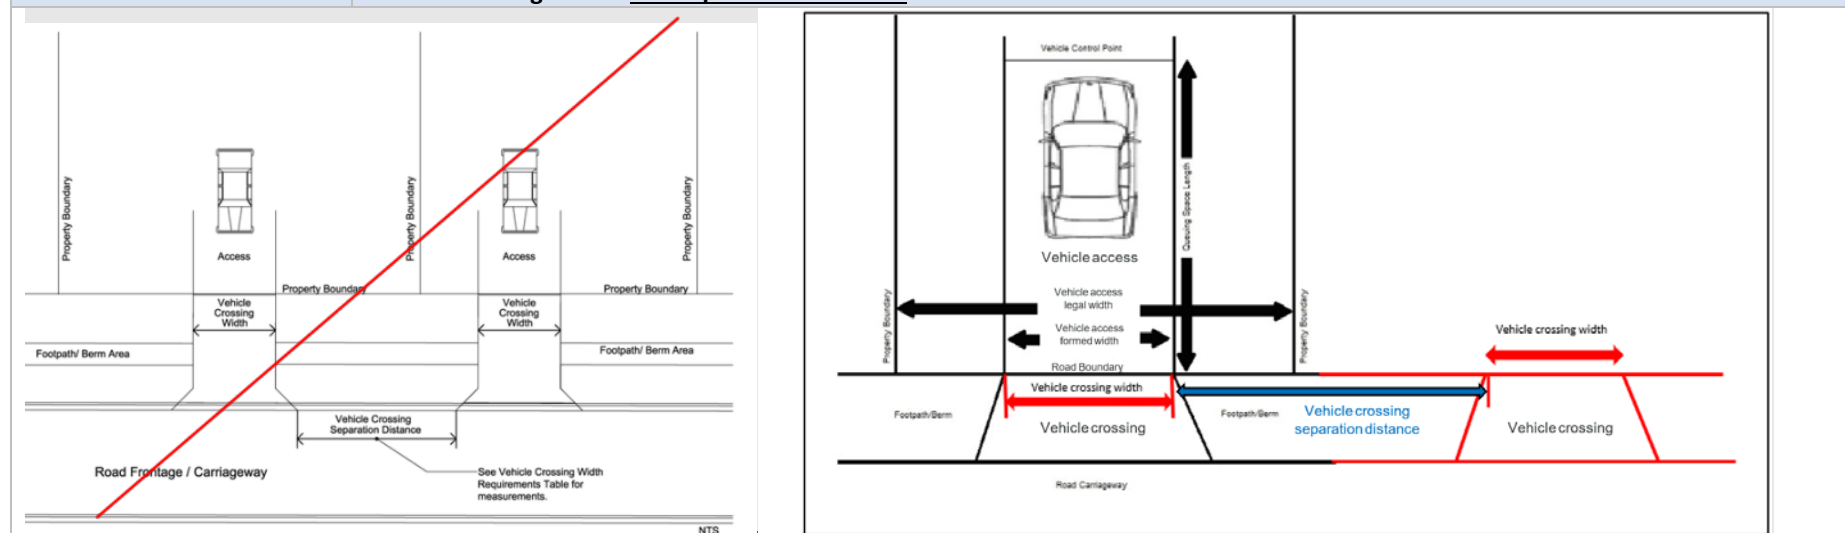 Property Boundary
Property Boundary
Property Boundary
Access
Access
Property Boundary
Property Boundary
Vehicle
Crossing
Width
Vehicle
Crossing
Width
Footpath/ Berm Area
Footpath/ Berm Area
Vehicle Crossing
Separation Distance
Road Frontage / Carriageway
See Vehicle Crossing Width
Requirements Table for
measurements.
NTS
Vehicle Control Point
Queuing Space Length
Vehicle access
Vehicle access
legal width
Vehicle access
formed width
Property Boundary
Property Boundary
Road Boundary
Vehicle crossing width
Vehicle crossing width
Footpath/Berm
Footpath/Berm
Vehicle crossing
separation distance
Vehicle crossing
Vehicle crossing
Road Carriageway